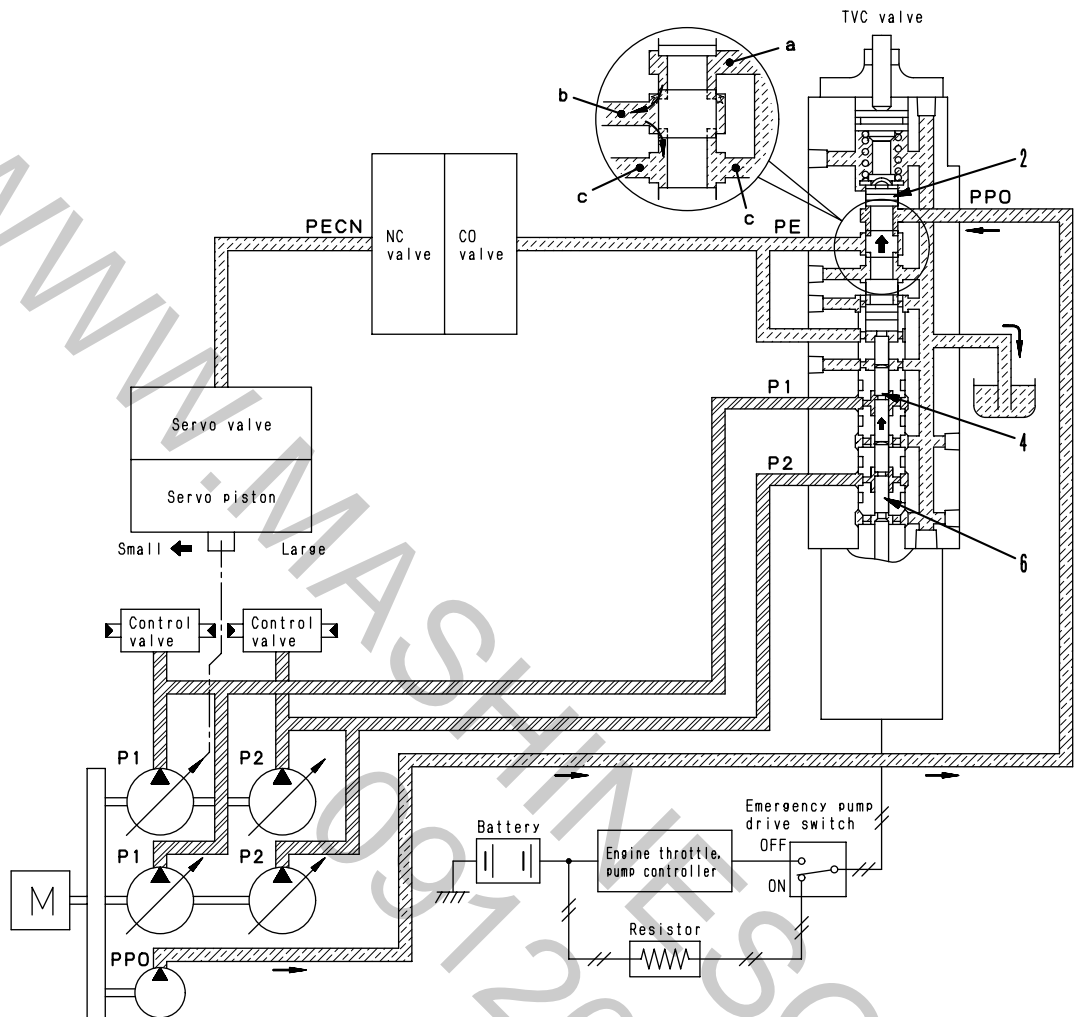 TVC valve
a
b
c
c
2
PPO
PECN
NC
valve
CO
valve
PE
P1
4
P2
6
Servo valve
Servo piston
Small
Large
Control
valve
Control
valve
P1
P2
P1
P2
M
PPO
Battery
Engine throttle,
pump controller
Emergency pump
drive switch
OFF
ON
Resistor